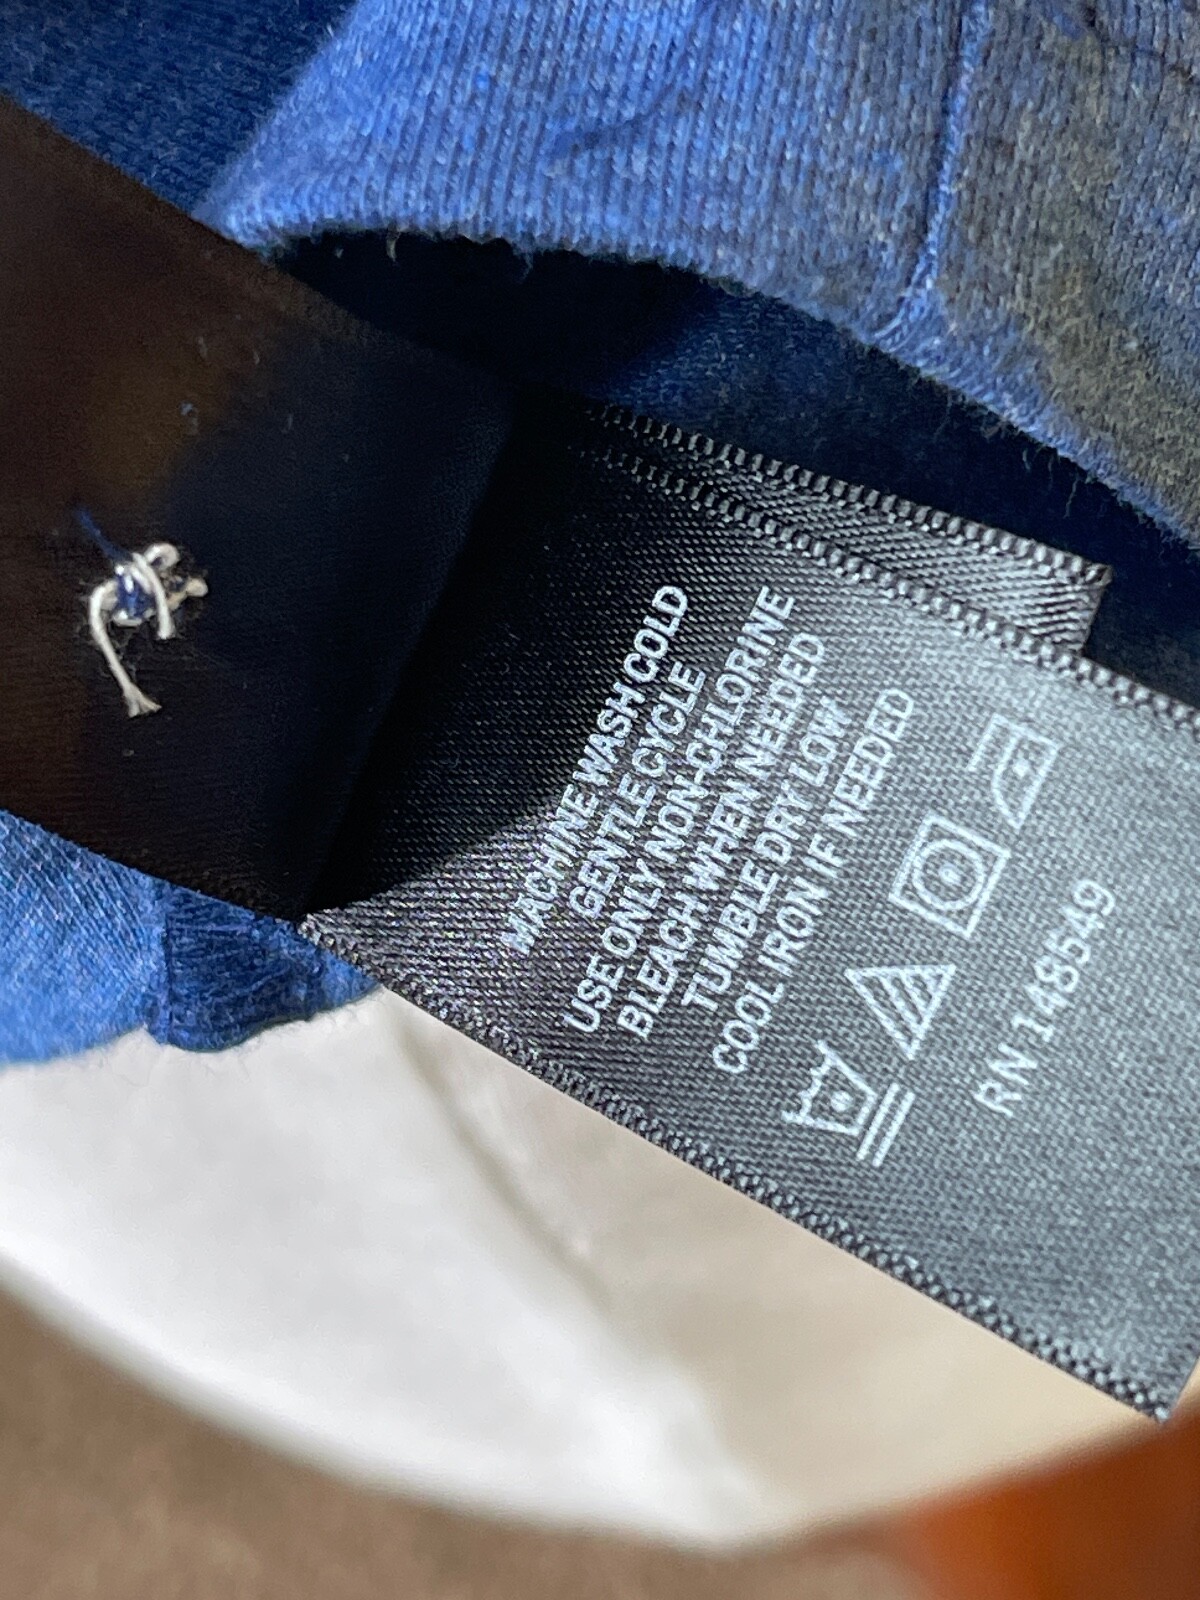 MACHINE WASH COLD
GENTLE CYCLE
USE ONLY NON-CHLORINE
BLEACH WHEN NEEDED
TUMBLE DRY LOW
COOL IRON IF NEEDED
RN 148549